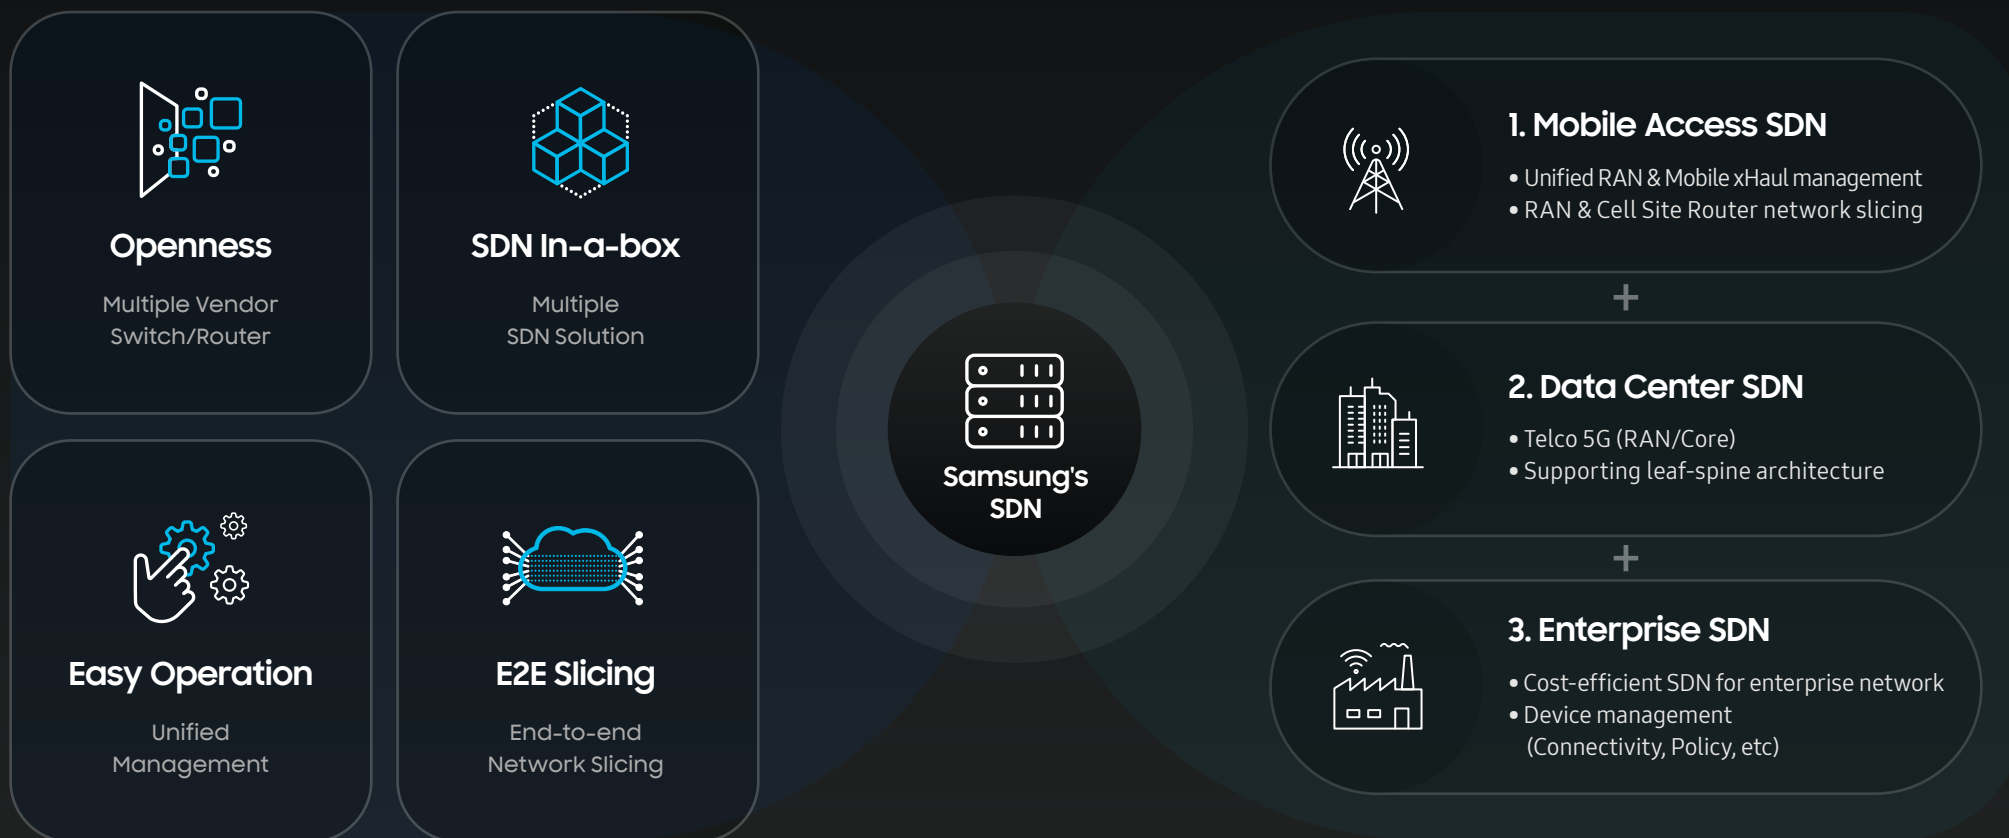 Openness
Multiple Vendor
Switch/Router
SDN In-a-box
Multiple
SDN Solution
Easy Operation
Unified
Management
E2E Slicing
End-to-end
Network Slicing
Samsung's
SDN
1. Mobile Access SDN
• Unified RAN & Mobile xHaul management
• RAN & Cell Site Router network slicing
+
2. Data Center SDN
• Telco 5G (RAN/Core)
• Supporting leaf-spine architecture
+
3. Enterprise SDN
• Cost-efficient SDN for enterprise network
• Device management
(Connectivity, Policy, etc)